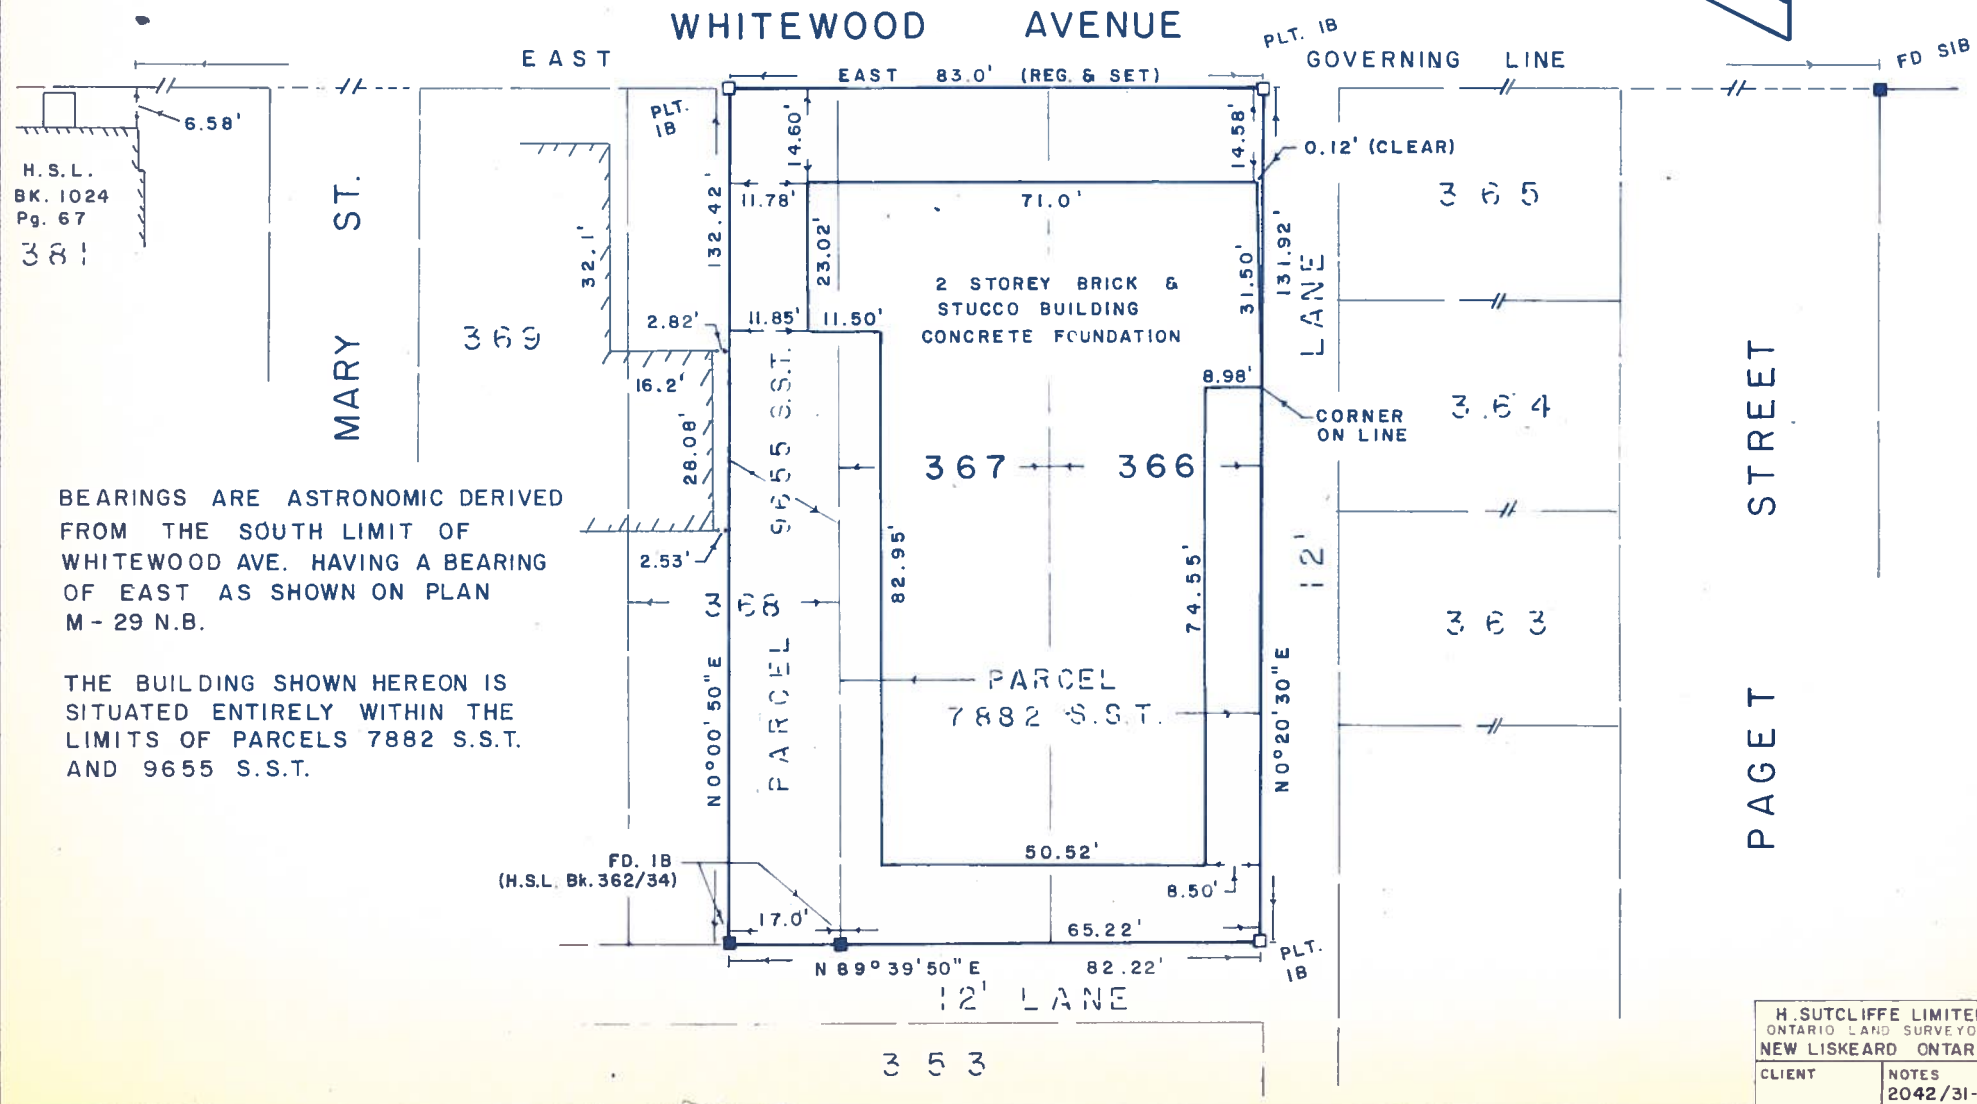 WHITEWOOD AVENUE
PLT. IB
EAST
GOVERNING LINE
FD SIB
EAST 83.0' (REG. & SET)
PLT.
IB
6.58'
14.60'
14.58'
0.12' (CLEAR)
H.S.L.
BK. 1024
Pg. 67
381
MARY ST.
369
365
11.78'
71.0'
132.42'
23.02'
31.50'
131.92'
32.1'
2 STOREY BRICK &
STUCCO BUILDING
CONCRETE FOUNDATION
LANE
2.82'
11.85'
11.50'
16.2'
8.98'
CORNER
ON LINE
364
28.08'
367
366
PARCEL 9655 S.S.T.
STREET
PAGET
BEARINGS ARE ASTRONOMIC DERIVED
FROM THE SOUTH LIMIT OF
WHITEWOOD AVE. HAVING A BEARING
OF EAST AS SHOWN ON PLAN
M - 29 N.B.
2.53'
82.95'
74.55'
12'
368
363
THE BUILDING SHOWN HEREON IS
SITUATED ENTIRELY WITHIN THE
LIMITS OF PARCELS 7882 S.S.T.
AND 9655 S.S.T.
N 0°00'50" E
PARCEL
7882 S.S.T.
N 0°20'30" E
50.52'
FD. IB
(H.S.L. Bk. 362/34)
8.50'
17.0'
65.22'
PLT.
IB
N 89°39'50" E
82.22'
12' LANE
353
H. SUTCLIFFE LIMITE
ONTARIO LAND SURVEYO
NEW LISKEARD ONTAR
CLIENT
NOTES
2042/31-